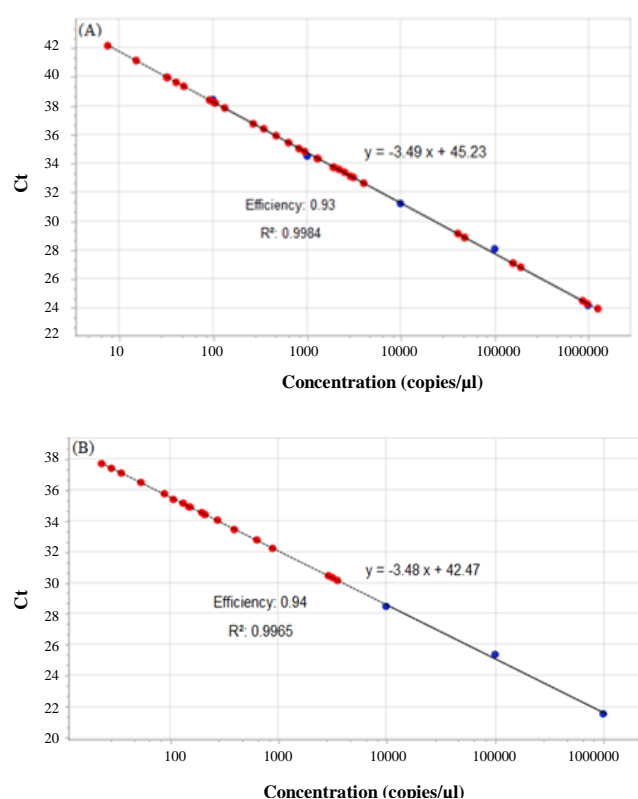 (A)
42
40
38
36
34
32
30
28
26
24
22
Ct
y = -3.49 x + 45.23
Efficiency: 0.93
R²: 0.9984
10 100 1000 10000 100000 1000000
Concentration (copies/µl)
(B)
38
36
34
32
30
28
26
24
22
20
Ct
y = -3.48 x + 42.47
Efficiency: 0.94
R²: 0.9965
100 1000 10000 100000 1000000
Concentration (copies/µl)